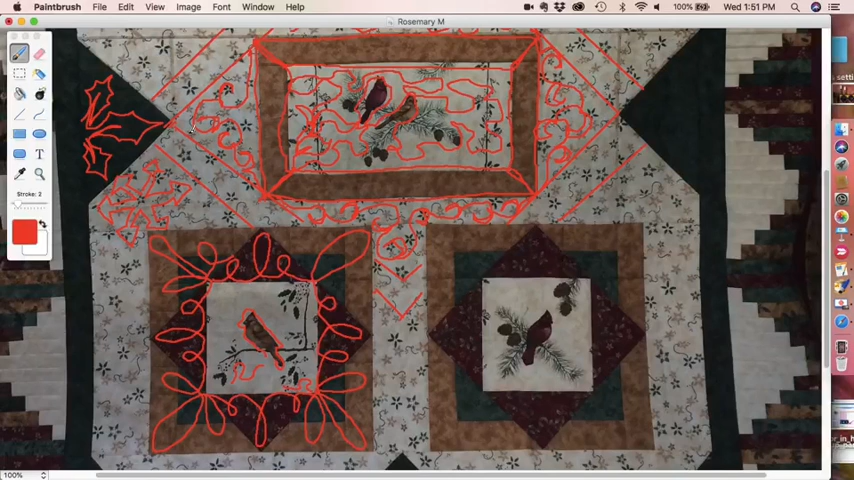 Paintbrush File Edit View Image Font Window Help 100% Wed 1:51 PM
Rosemary M
Stroke: 2
T
100%